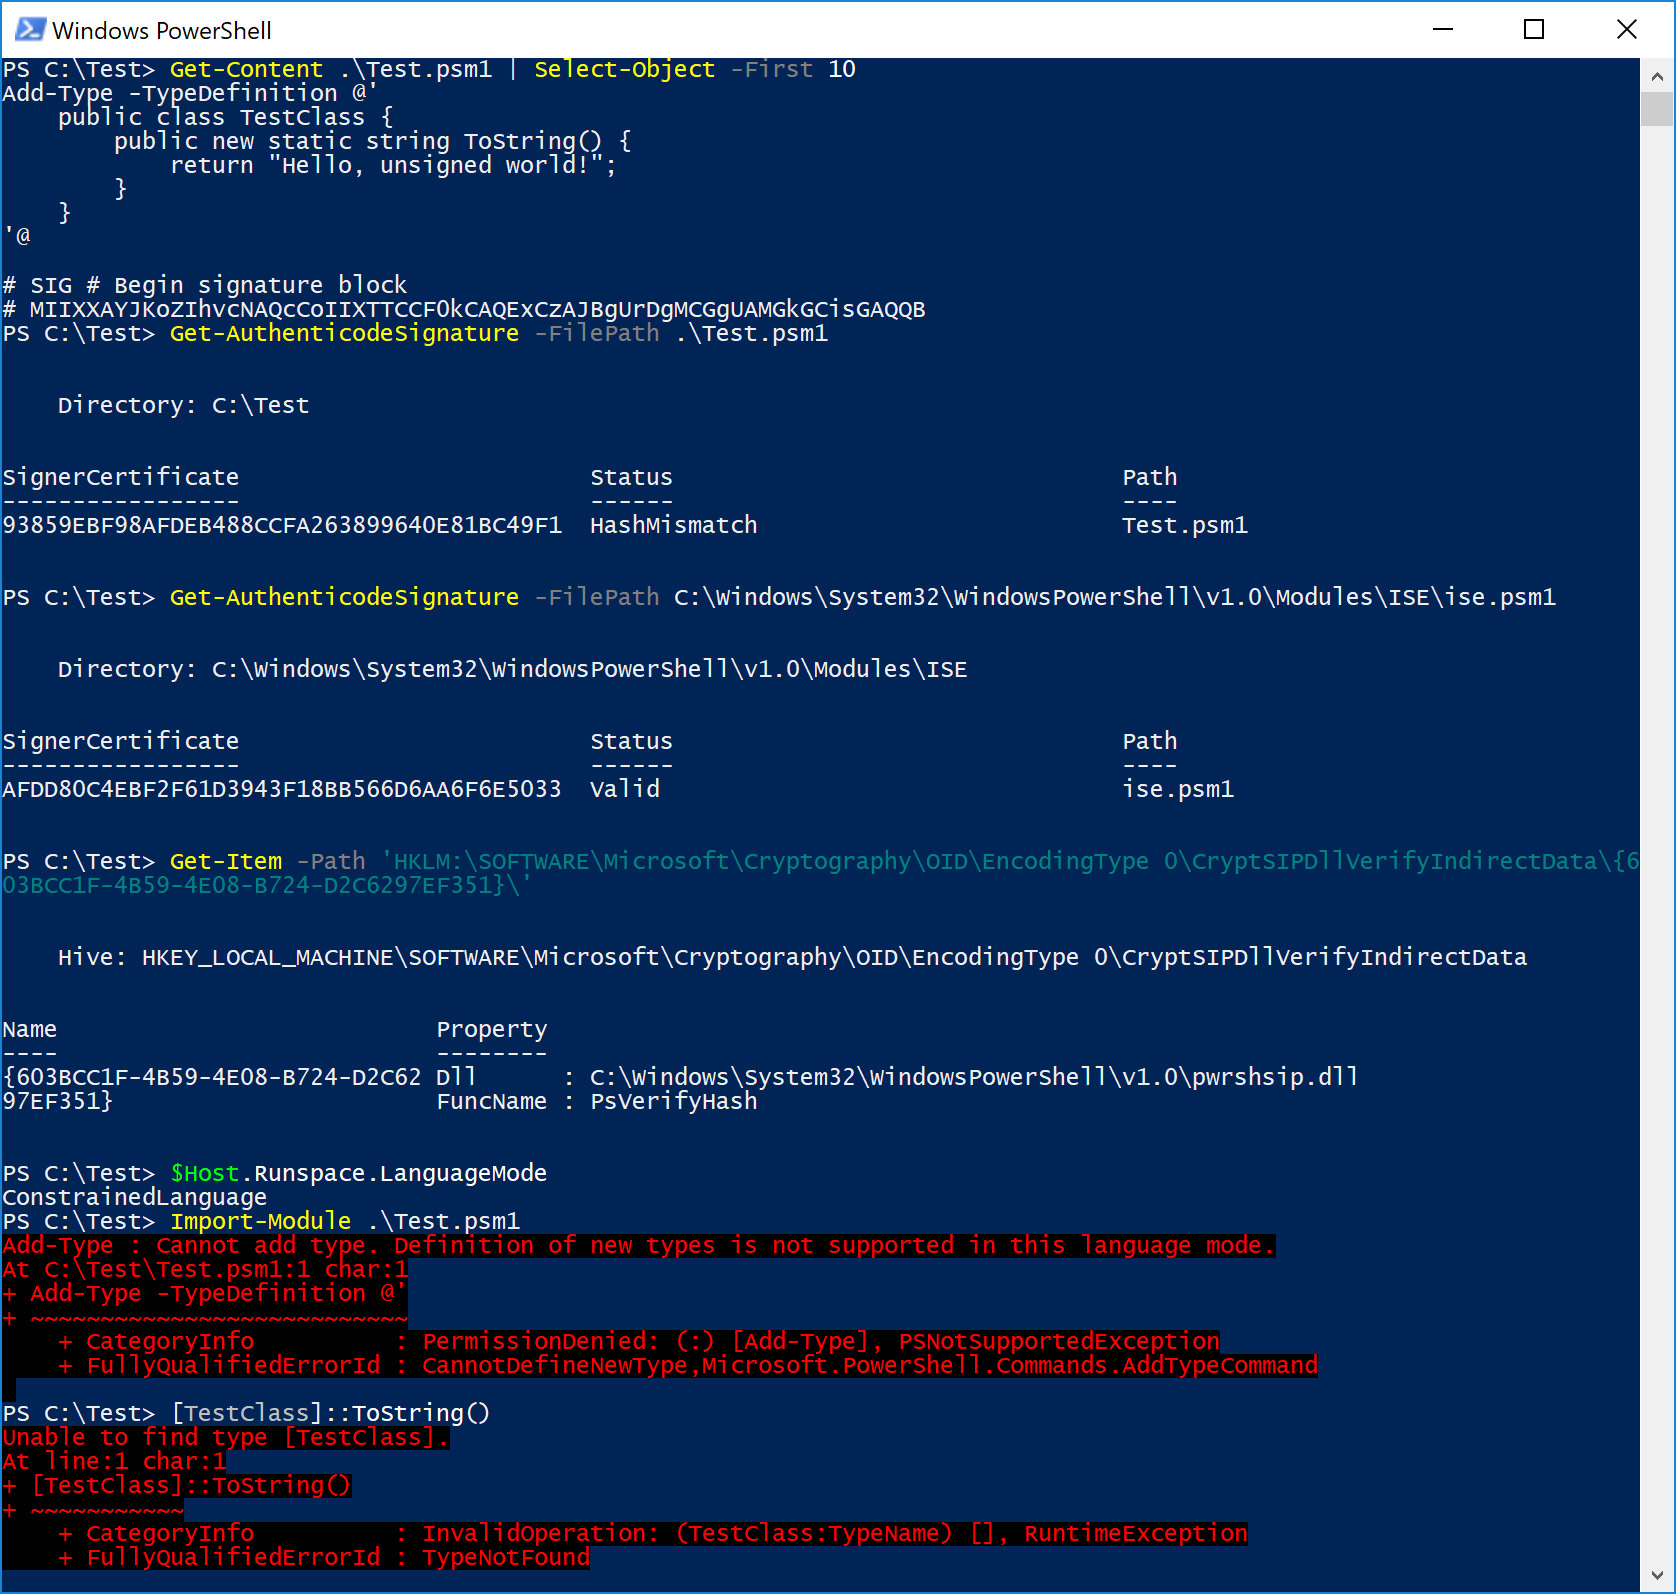 Windows PowerShell
PS C:\Test> Get-Content .\Test.psm1 | Select-Object -First 10
Add-Type -TypeDefinition @'
    public class TestClass {
        public new static string ToString() {
            return "Hello, unsigned world!";
        }
    }
'@

# SIG # Begin signature block
# MIIXXAYJKoZIhvcNAQcCoIIXTTCCF0kCAQExCzAJBgUrDgMCGgUAMGkGCisGAQQB
PS C:\Test> Get-AuthenticodeSignature -FilePath .\Test.psm1

    Directory: C:\Test

SignerCertificate                         Status                                Path
-----------------                         ------                                ----
93859EBF98AFDEB488CCFA263899640E81BC49F1  HashMismatch                          Test.psm1

PS C:\Test> Get-AuthenticodeSignature -FilePath C:\Windows\System32\WindowsPowerShell\v1.0\Modules\ISE\ise.psm1

    Directory: C:\Windows\System32\WindowsPowerShell\v1.0\Modules\ISE

SignerCertificate                         Status                                Path
-----------------                         ------                                ----
AFDD80C4EBF2F61D3943F18BB566D6AA6F6E5033  Valid                                 ise.psm1

PS C:\Test> Get-Item -Path 'HKLM:\SOFTWARE\Microsoft\Cryptography\OID\EncodingType 0\CryptSIPDllVerifyIndirectData\{6
03BCC1F-4B59-4E08-B724-D2C6297EF351}\'

    Hive: HKEY_LOCAL_MACHINE\SOFTWARE\Microsoft\Cryptography\OID\EncodingType 0\CryptSIPDllVerifyIndirectData

Name                           Property
----                           --------
{603BCC1F-4B59-4E08-B724-D2C62 Dll      : C:\Windows\System32\WindowsPowerShell\v1.0\pwrshsip.dll
97EF351}                       FuncName : PsVerifyHash

PS C:\Test> $Host.Runspace.LanguageMode
ConstrainedLanguage
PS C:\Test> Import-Module .\Test.psm1
Add-Type : Cannot add type. Definition of new types is not supported in this language mode.
At C:\Test\Test.psm1:1 char:1
+ Add-Type -TypeDefinition @'
+ ~~~~~~~~~~~~~~~~~~~~~~~~~~~
    + CategoryInfo          : PermissionDenied: (:) [Add-Type], PSNotSupportedException
    + FullyQualifiedErrorId : CannotDefineNewType,Microsoft.PowerShell.Commands.AddTypeCommand

PS C:\Test> [TestClass]::ToString()
Unable to find type [TestClass].
At line:1 char:1
+ [TestClass]::ToString()
+ ~~~~~~~~~~~
    + CategoryInfo          : InvalidOperation: (TestClass:TypeName) [], RuntimeException
    + FullyQualifiedErrorId : TypeNotFound